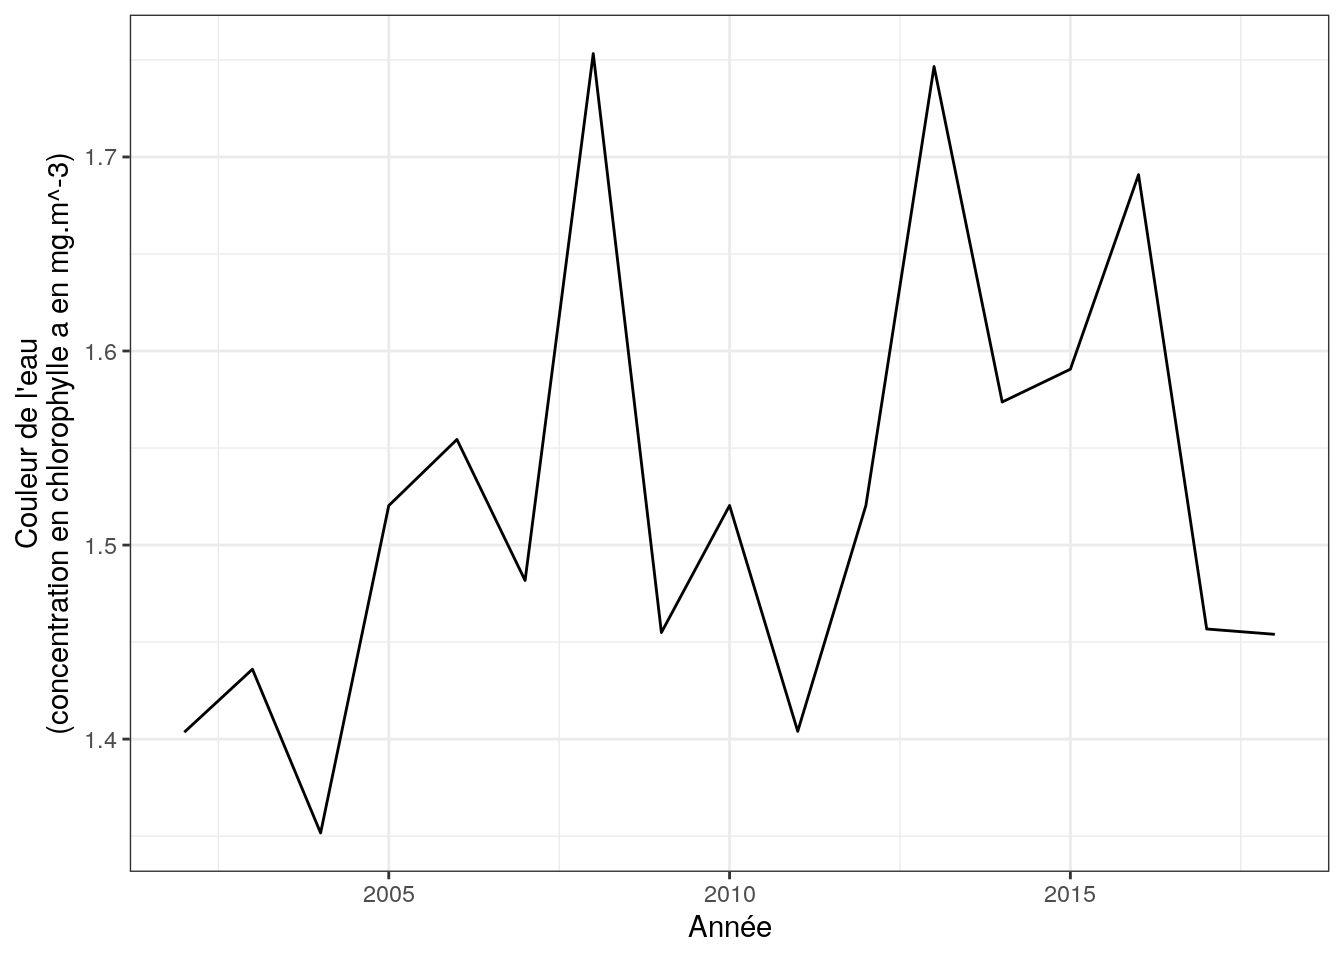 Couleur de l'eau
(concentration en chlorophylle a en mg.m^-3)
1.7
1.6
1.5
1.4
2005
2010
2015
Année